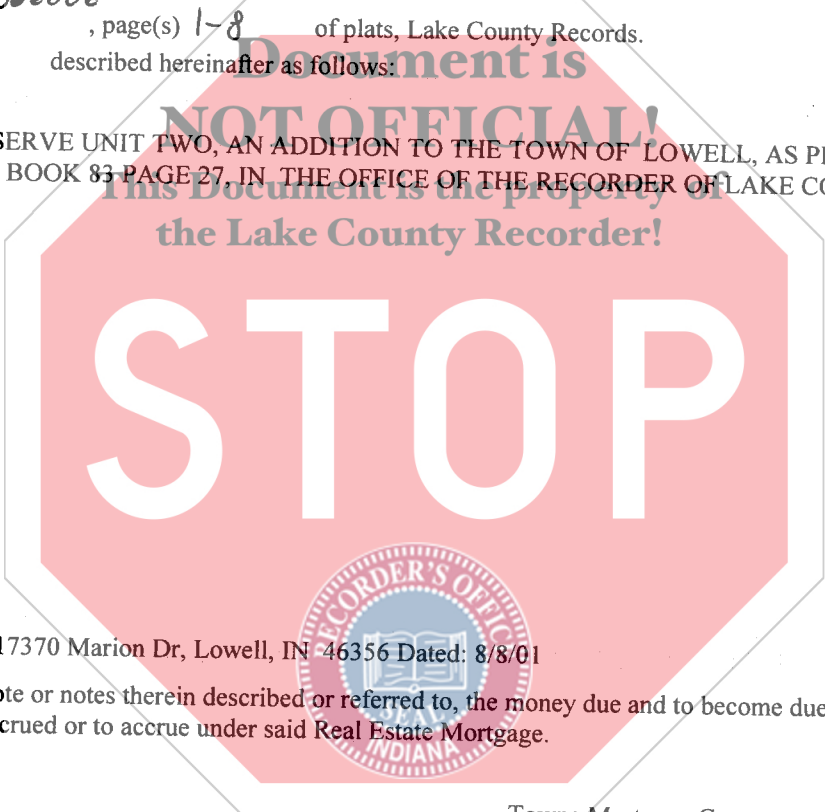 , page(s) 1-8 of plats, Lake County Records.
described hereinafter as follows:
Document is
NOT OFFICIAL!
This Document is the property of
the Lake County Recorder!
SERVE UNIT TWO, AN ADDITION TO THE TOWN OF LOWELL, AS
BOOK 83 PAGE 27, IN THE OFFICE OF THE RECORDER OF LAKE
STOP
RECORDER'S OFFIC
SEAL
INDIANA
17370 Marion Dr, Lowell, IN 46356 Dated: 8/8/01
ote or notes therein described or referred to, the money due and to become due
crued or to accrue under said Real Estate Mortgage.